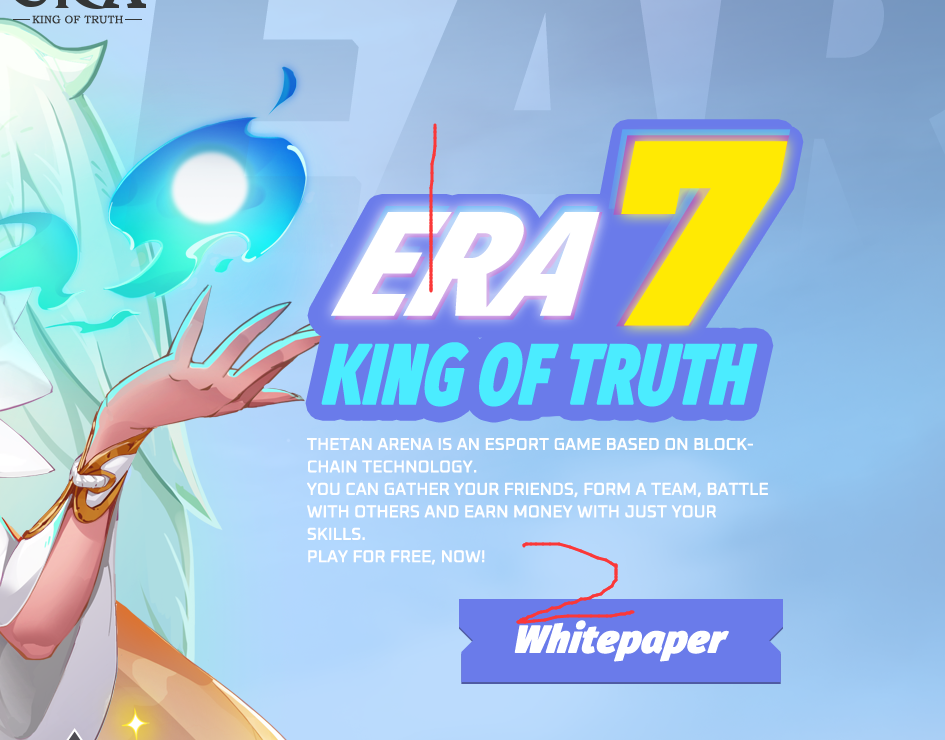 KING OF TRUTH
EAR
ERA 7
KING OF TRUTH
THETAN ARENA IS AN ESPORT GAME BASED ON BLOCK-
CHAIN TECHNOLOGY.
YOU CAN GATHER YOUR FRIENDS, FORM A TEAM, BATTLE
WITH OTHERS AND EARN MONEY WITH JUST YOUR
SKILLS.
PLAY FOR FREE, NOW!
2
Whitepaper